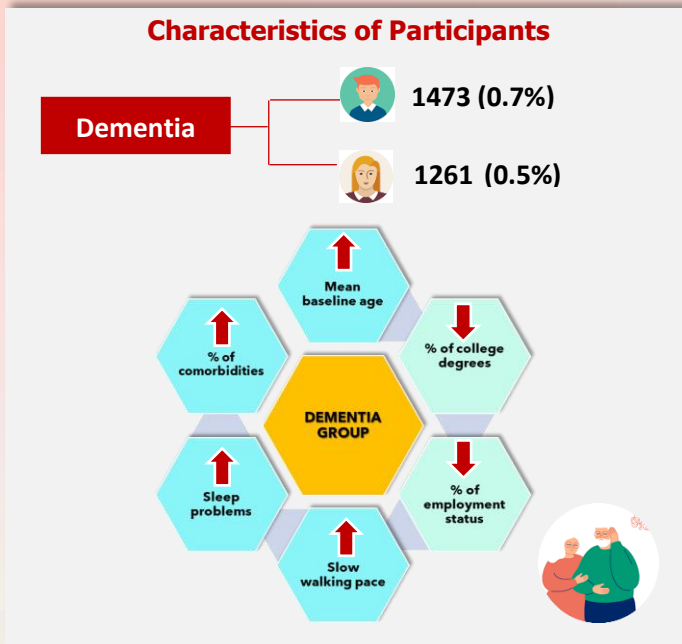 Characteristics of Participants
Dementia
1473 (0.7%)
1261 (0.5%)
Mean
baseline age
% of college
degrees
% of
employment
status
Slow
walking pace
Sleep
problems
% of
comorbidities
DEMENTIA
GROUP